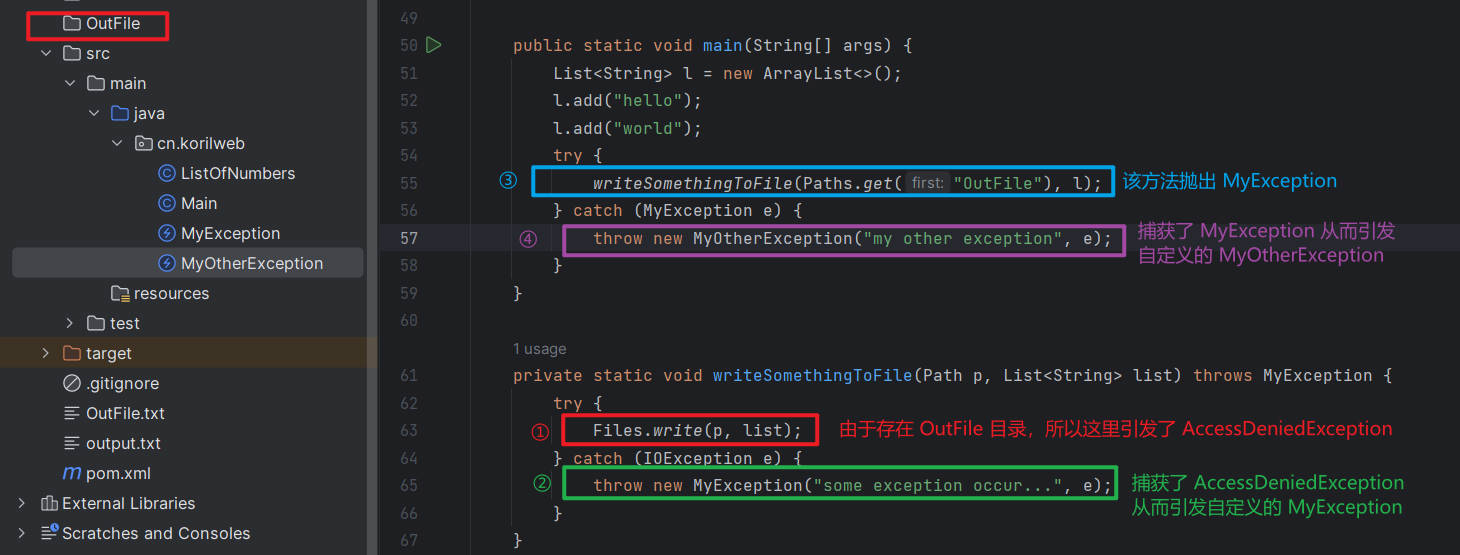 OutFile
src
main
java
cn.korilweb
ListOfNumbers
Main
MyException
MyOtherException
resources
test
target
.gitignore
OutFile.txt
output.txt
m pom.xml
External Libraries
Scratches and Consoles
49
50 public static void main(String[] args) {
51 List<String> l = new ArrayList<>();
52 l.add("hello");
53 l.add("world");
54 try {
③ 55 writeSomethingToFile(Paths.get( first: "OutFile"), l); 该方法抛出 MyException
56 } catch (MyException e) {
57 ④ throw new MyOtherException("my other exception", e); 捕获了 MyException 从而引发
自定义的 MyOtherException
58 }
59 }
60
1 usage
61 private static void writeSomethingToFile(Path p, List<String> list) throws MyException {
62 try {
63 ① Files.write(p, list); 由于存在 OutFile 目录，所以这里引发了 AccessDeniedException
64 } catch (IOException e) {
65 ② throw new MyException("some exception occur...", e); 捕获了 AccessDeniedException
从而引发自定义的 MyException
66 }
67 }